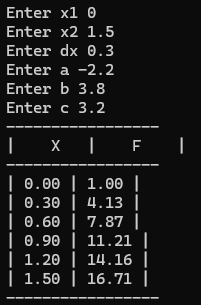 Enter x1 0
Enter x2 1.5
Enter dx 0.3
Enter a -2.2
Enter b 3.8
Enter c 3.2
-----------------
|    X   |    F    |
-----------------
| 0.00 | 1.00 |
| 0.30 | 4.13 |
| 0.60 | 7.87 |
| 0.90 | 11.21 |
| 1.20 | 14.16 |
| 1.50 | 16.71 |
-----------------